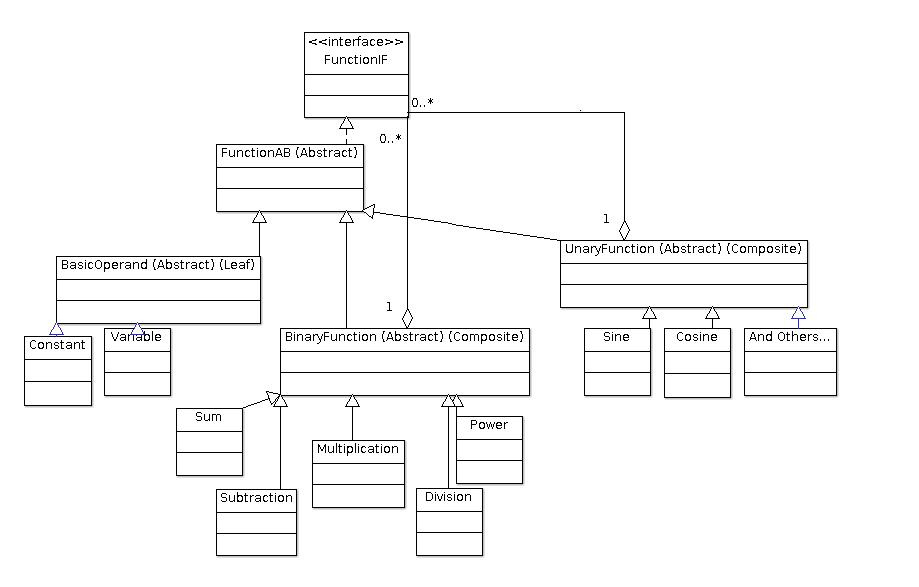 <<interface>>
FunctionIF
0..*
0..*
FunctionAB (Abstract)
1
UnaryFunction (Abstract) (Composite)
BasicOperand (Abstract) (Leaf)
1
Constant
Variable
BinaryFunction (Abstract) (Composite)
Sine
Cosine
And Others...
Sum
Multiplication
Power
Subtraction
Division